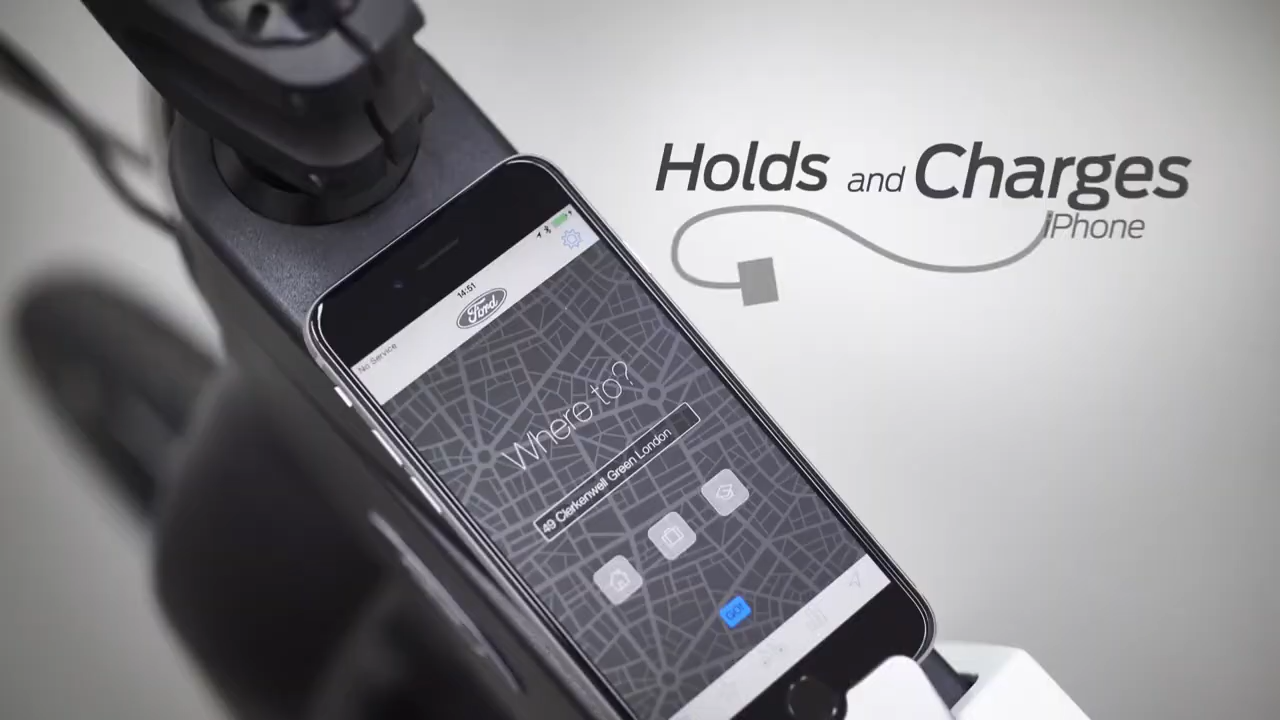 Holds and Charges
iPhone
14:51
No Service
Ford
Where to?
49 Clerkenwell Green London
GO!